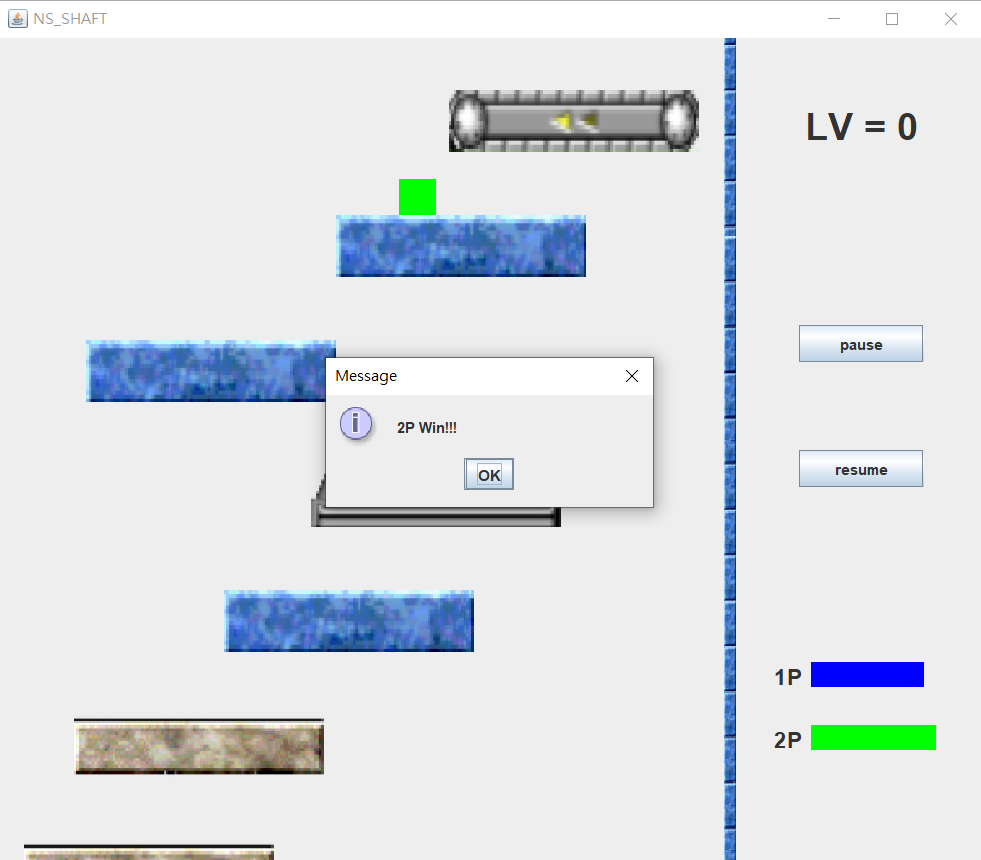 NS_SHAFT
LV = 0
pause
Message
2P Win!!!
OK
resume
1P
2P